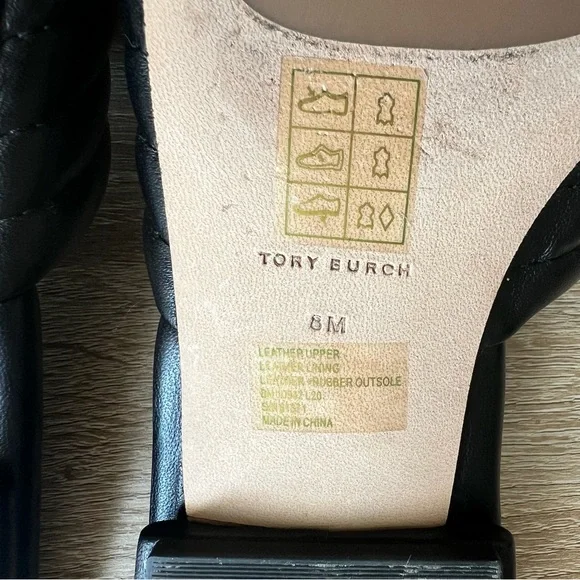 TORY BURCH
8M
LEATHER UPPER
LEATHER LINING
LEATHER+RUBBER OUTSOLE
MADE IN CHINA